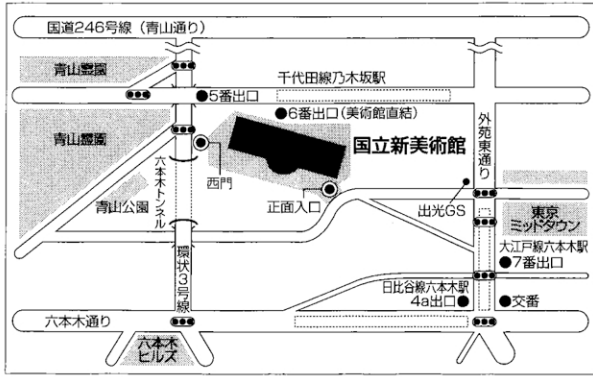 国道246号線（青山通り）
青山霊園
千代田線乃木坂駅
●5番出口
●6番出口(美術館直結)
青山霊園
国立新美術館
外苑東通り
六本木トンネル
西門
青山公園
正面入口
出光GS
東京
ミッドタウン
大江戸線六本木駅
●7番出口
環状3号線
日比谷線六本木駅
4a出口●
●交番
六本木通り
六本木
ヒルズ